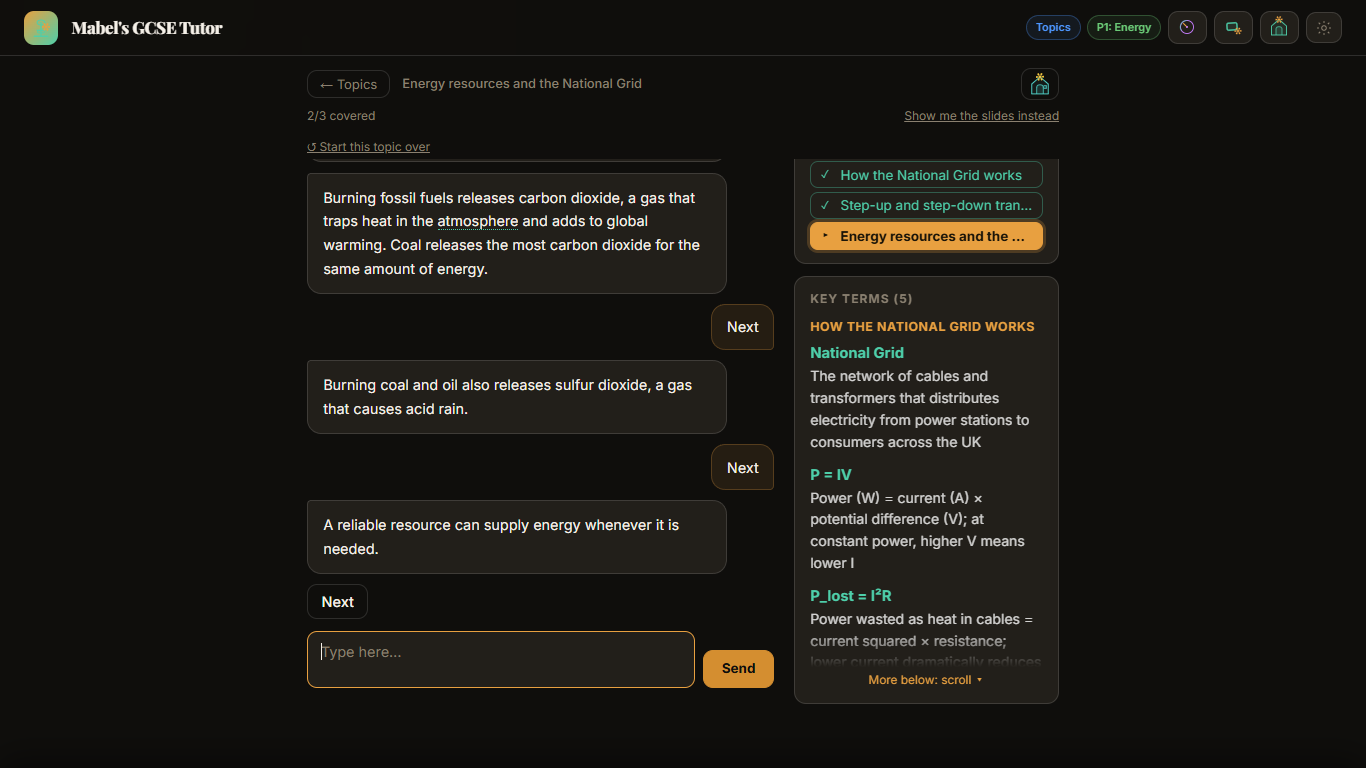 Mabel's GCSE Tutor
Topics
P1: Energy
← Topics
Energy resources and the National Grid
2/3 covered
Show me the slides instead
↺ Start this topic over
Burning fossil fuels releases carbon dioxide, a gas that
traps heat in the atmosphere and adds to global
warming. Coal releases the most carbon dioxide for the
same amount of energy.
Next
Burning coal and oil also releases sulfur dioxide, a gas
that causes acid rain.
Next
A reliable resource can supply energy whenever it is
needed.
Next
Type here...
Send
✓ How the National Grid works
✓ Step-up and step-down tran...
▸ Energy resources and the ...
KEY TERMS (5)
HOW THE NATIONAL GRID WORKS
National Grid
The network of cables and
transformers that distributes
electricity from power stations to
consumers across the UK
P = IV
Power (W) = current (A) ×
potential difference (V); at
constant power, higher V means
lower I
P_lost = I²R
Power wasted as heat in cables =
current squared × resistance;
lower current dramatically reduces
More below: scroll ▾